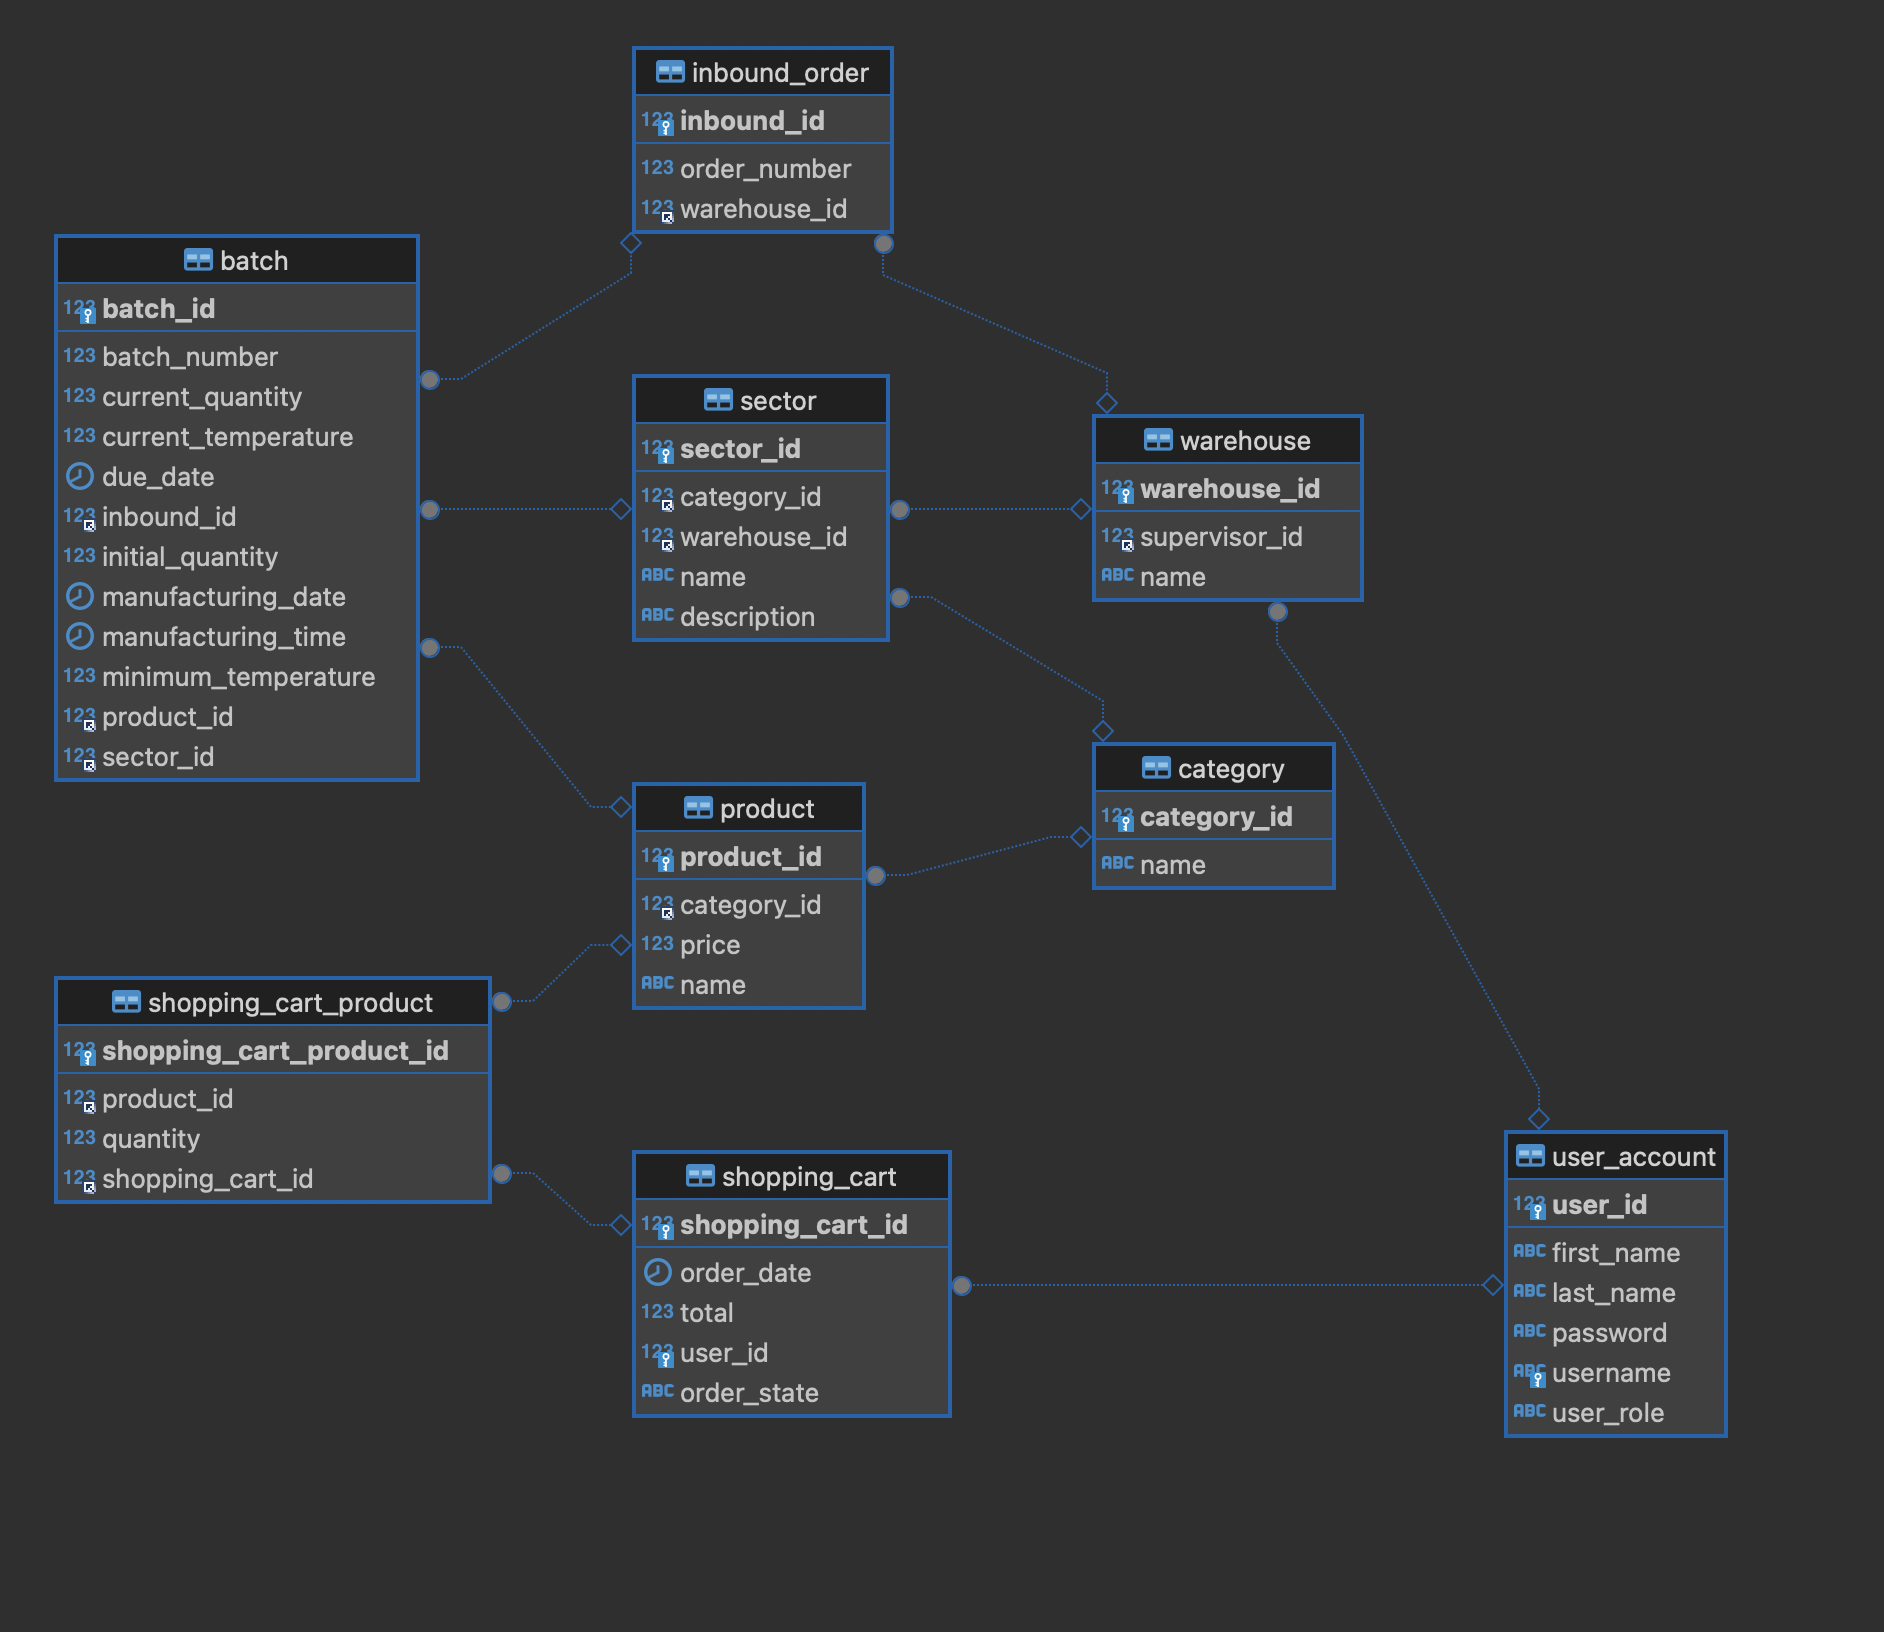 inbound_order
123 inbound_id
123 order_number
123 warehouse_id
batch
123 batch_id
123 batch_number
123 current_quantity
123 current_temperature
due_date
123 inbound_id
123 initial_quantity
manufacturing_date
manufacturing_time
123 minimum_temperature
123 product_id
123 sector_id
sector
123 sector_id
123 category_id
123 warehouse_id
ABC name
ABC description
warehouse
123 warehouse_id
123 supervisor_id
ABC name
category
123 category_id
ABC name
product
123 product_id
123 category_id
123 price
ABC name
shopping_cart_product
123 shopping_cart_product_id
123 product_id
123 quantity
123 shopping_cart_id
shopping_cart
123 shopping_cart_id
order_date
123 total
123 user_id
ABC order_state
user_account
123 user_id
ABC first_name
ABC last_name
ABC password
ABC username
ABC user_role